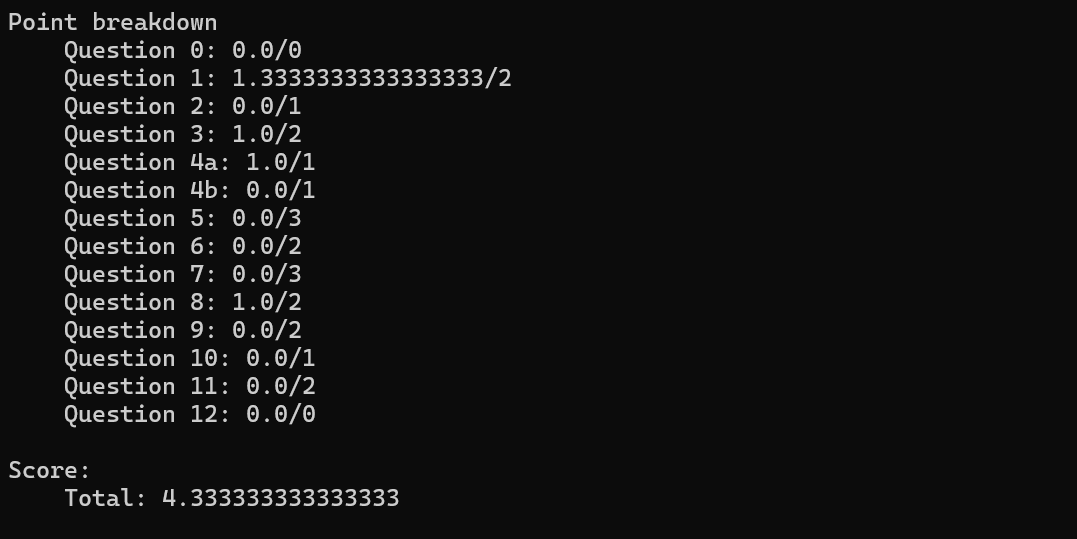 Point breakdown
    Question 0: 0.0/0
    Question 1: 1.3333333333333333/2
    Question 2: 0.0/1
    Question 3: 1.0/2
    Question 4a: 1.0/1
    Question 4b: 0.0/1
    Question 5: 0.0/3
    Question 6: 0.0/2
    Question 7: 0.0/3
    Question 8: 1.0/2
    Question 9: 0.0/2
    Question 10: 0.0/1
    Question 11: 0.0/2
    Question 12: 0.0/0

Score:
    Total: 4.333333333333333